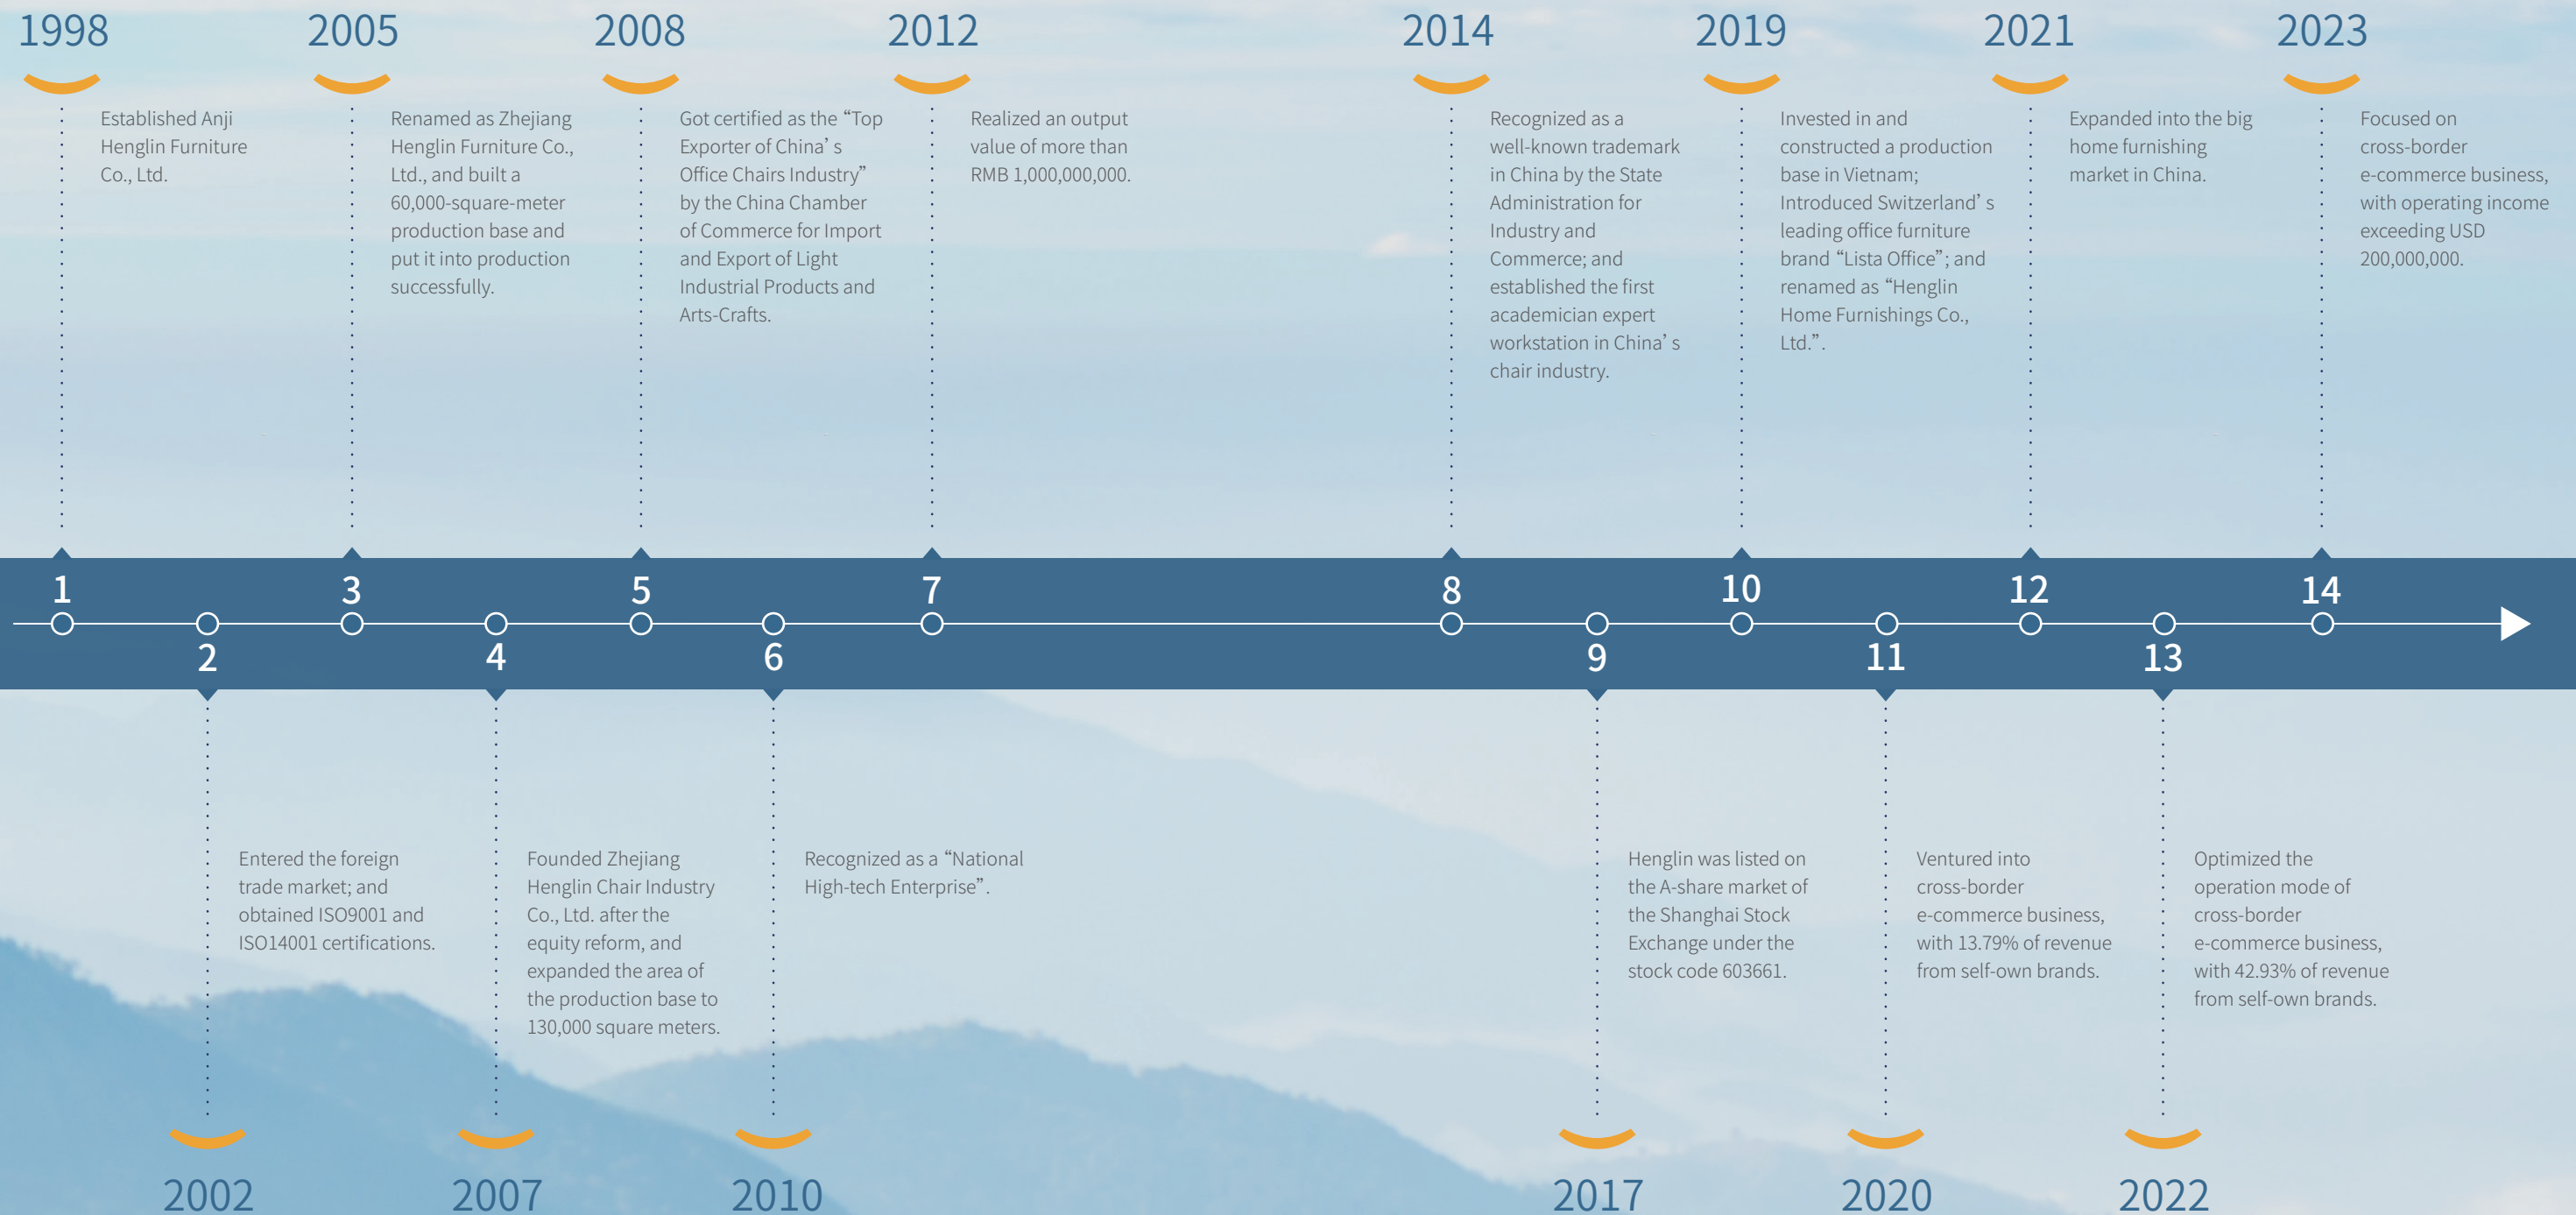 1998
Established Anji
Henglin Furniture
Co., Ltd.
2005
Renamed as Zhejiang
Henglin Furniture Co.,
Ltd., and built a
60,000-square-meter
production base and
put it into production
successfully.
2008
Got certified as the “Top
Exporter of China’s
Office Chairs Industry”
by the China Chamber
of Commerce for Import
and Export of Light
Industrial Products and
Arts-Crafts.
2012
Realized an output
value of more than
RMB 1,000,000,000.
2014
Recognized as a
well-known trademark
in China by the State
Administration for
Industry and
Commerce; and
established the first
academician expert
workstation in China’s
chair industry.
2019
Invested in and
constructed a production
base in Vietnam;
Introduced Switzerland’s
leading office furniture
brand “Lista Office”; and
renamed as “Henglin
Home Furnishings Co.,
Ltd.”.
2021
Expanded into the big
home furnishing
market in China.
2023
Focused on
cross-border
e-commerce business,
with operating income
exceeding USD
200,000,000.
1
2
3
4
5
6
7
8
9
10
11
12
13
14
Entered the foreign
trade market; and
obtained ISO9001 and
ISO14001 certifications.
2002
Founded Zhejiang
Henglin Chair Industry
Co., Ltd. after the
equity reform, and
expanded the area of
the production base to
130,000 square meters.
2007
Recognized as a “National
High-tech Enterprise”.
2010
Henglin was listed on
the A-share market of
the Shanghai Stock
Exchange under the
stock code 603661.
2017
Ventured into
cross-border
e-commerce business,
with 13.79% of revenue
from self-own brands.
2020
Optimized the
operation mode of
cross-border
e-commerce business,
with 42.93% of revenue
from self-own brands.
2022